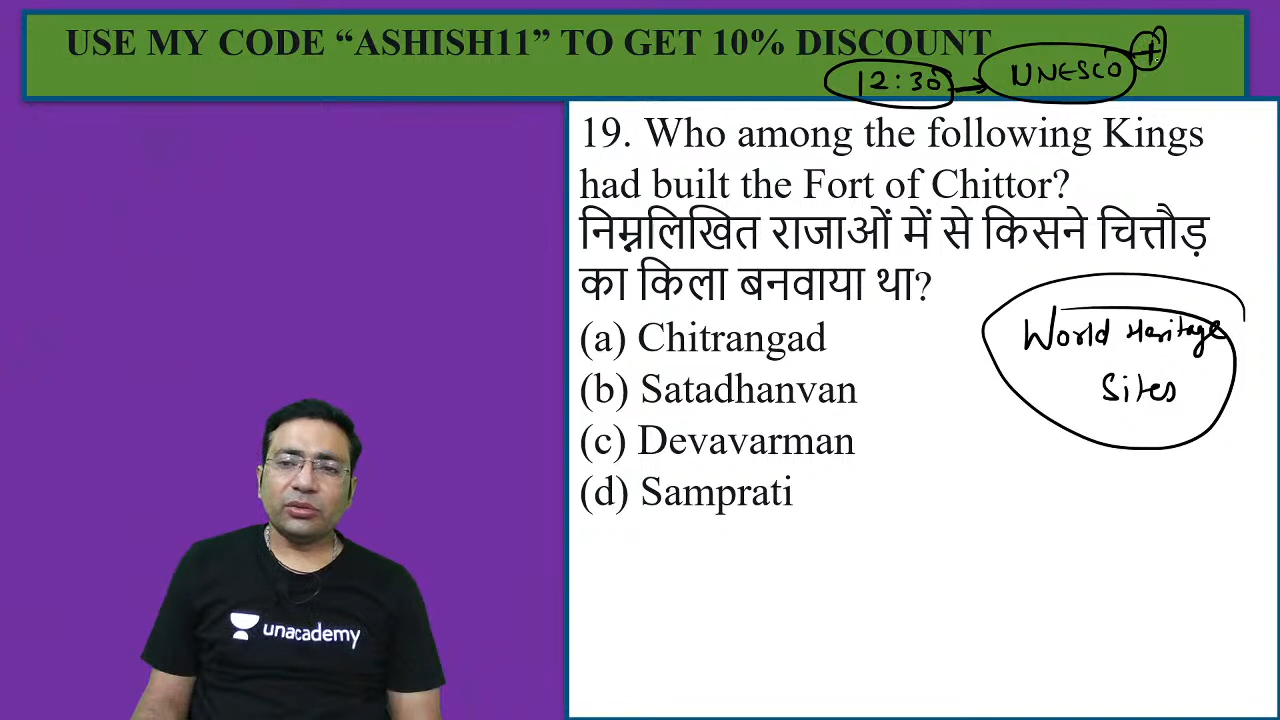 USE MY CODE “ASHISH11” TO GET 10% DISCOUNT
12:30 → UNESCO +
19. Who among the following Kings
had built the Fort of Chittor?
निम्नलिखित राजाओं में से किसने चित्तौड़
का किला बनवाया था?
(a) Chitrangad
(b) Satadhanvan
(c) Devavarman
(d) Samprati
World Heritage
Sites
unacademy